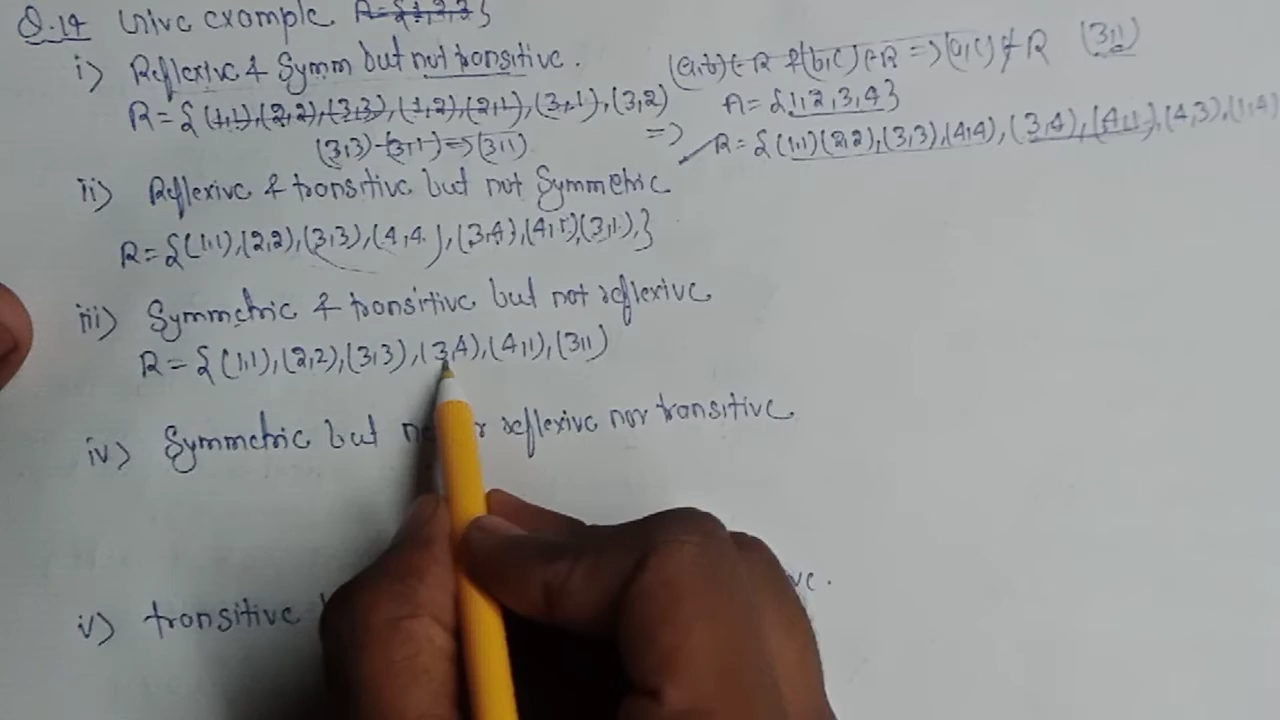 Q.14 Give example A={1,2,3}
i) Reflexive & Symm but not transitive.
(a,b)∈R & (b,c)∈R => (a,c)∉R (3,1)
R={(1,1),(2,2),(3,3),(1,2),(2,1),(3,1),(3,2)
A={1,2,3,4}
(3,3)-(3,1)=>(3,1)
=> R={(1,1)(2,2),(3,3),(4,4),(3,4),(4,1),(4,3),(1,4)
ii) Reflexive & transitive but not Symmetric
R={(1,1),(2,2),(3,3),(4,4),(3,4),(4,1),(3,1),}
iii) Symmetric & transitive but not reflexive
R={(1,1),(2,2),(3,3),(3,4),(4,1),(3,1)
iv) Symmetric but r reflexive nor transitive
v) transitive